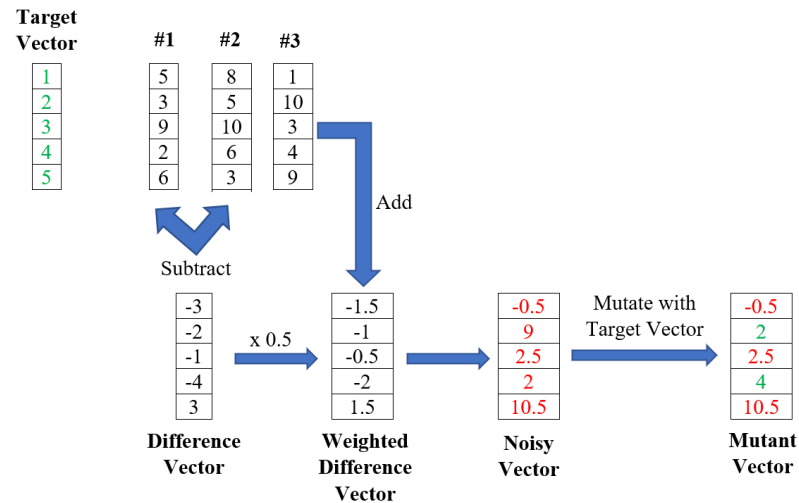 Target
Vector
#1 #2 #3
1 5 8 1
2 3 5 10
3 9 10 3
4 2 6 4
5 6 3 9
Add
Subtract
-3 -1.5 -0.5 -0.5
-2 -1 9 2
-1 -0.5 2.5 2.5
-4 -2 2 4
3 1.5 10.5 10.5
x 0.5
Mutate with
Target Vector
Difference
Vector
Weighted
Difference
Vector
Noisy
Vector
Mutant
Vector